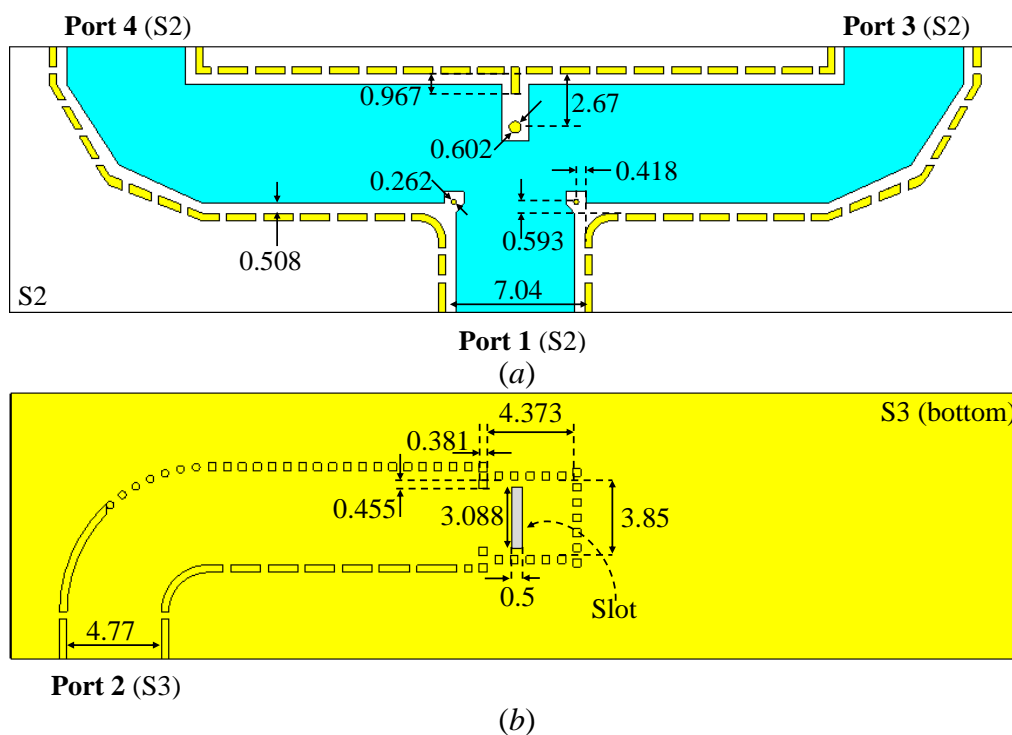 Port 4 (S2)
Port 3 (S2)
0.967
2.67
0.602
0.262
0.418
0.593
0.508
7.04
S2
Port 1 (S2)
(a)
S3 (bottom)
4.373
0.381
0.455
3.088
3.85
0.5
Slot
4.77
Port 2 (S3)
(b)